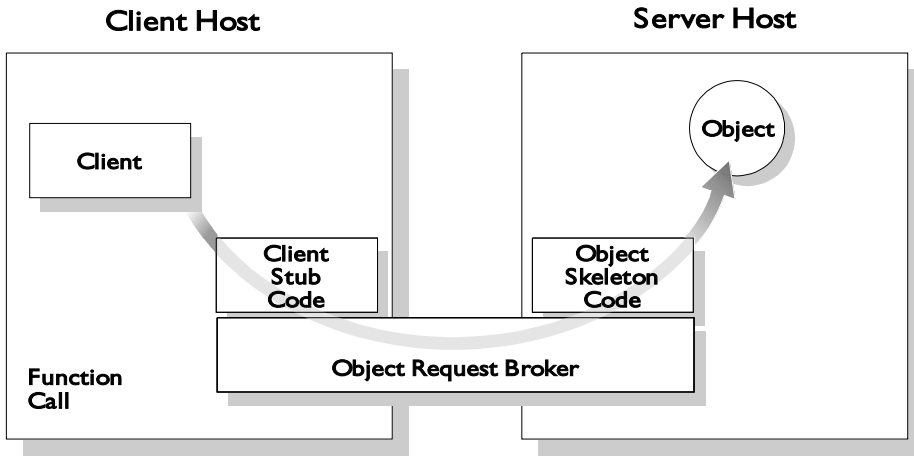 Client Host
Server Host
Client
Object
Client
Stub
Code
Object
Skeleton
Code
Object Request Broker
Function
Call